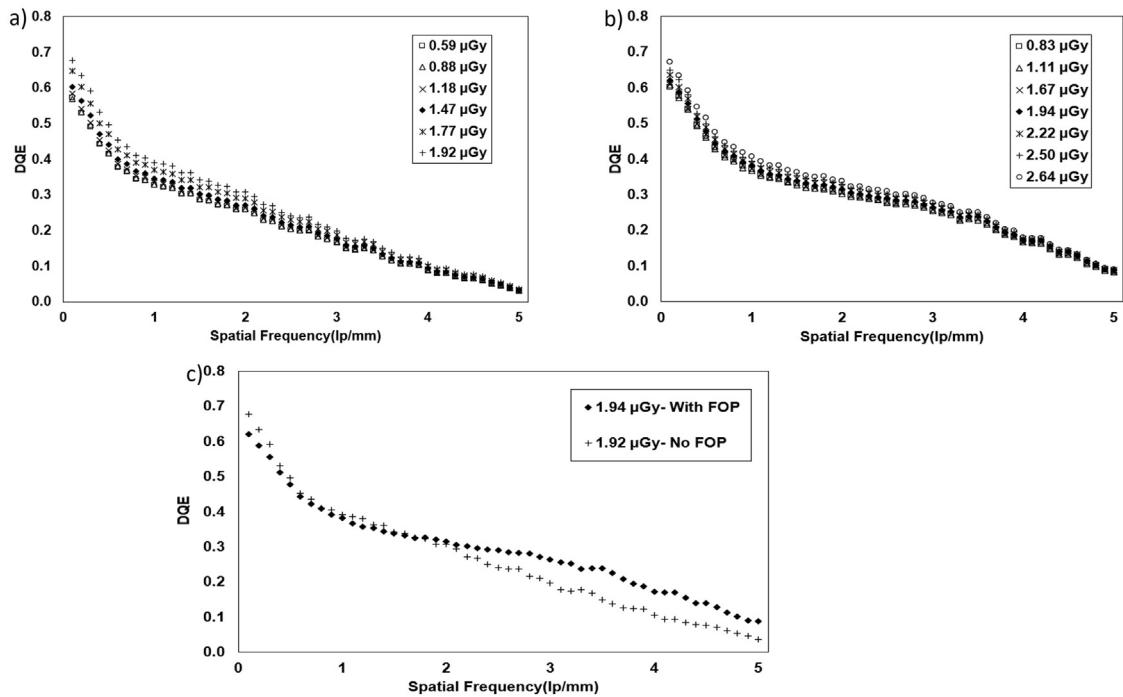 a)
0.8
0.7
0.6
0.5
0.4
0.3
0.2
0.1
0.0
DQE
0.59 µGy
0.88 µGy
1.18 µGy
1.47 µGy
1.77 µGy
1.92 µGy
0 1 2 3 4 5
Spatial Frequency(lp/mm)
b)
0.8
0.7
0.6
0.5
0.4
0.3
0.2
0.1
0.0
DQE
0.83 µGy
1.11 µGy
1.67 µGy
1.94 µGy
2.22 µGy
2.50 µGy
2.64 µGy
0 1 2 3 4 5
Spatial Frequency(lp/mm)
c)
0.8
0.7
0.6
0.5
0.4
0.3
0.2
0.1
0.0
DQE
1.94 µGy- With FOP
1.92 µGy- No FOP
0 1 2 3 4 5
Spatial Frequency(lp/mm)